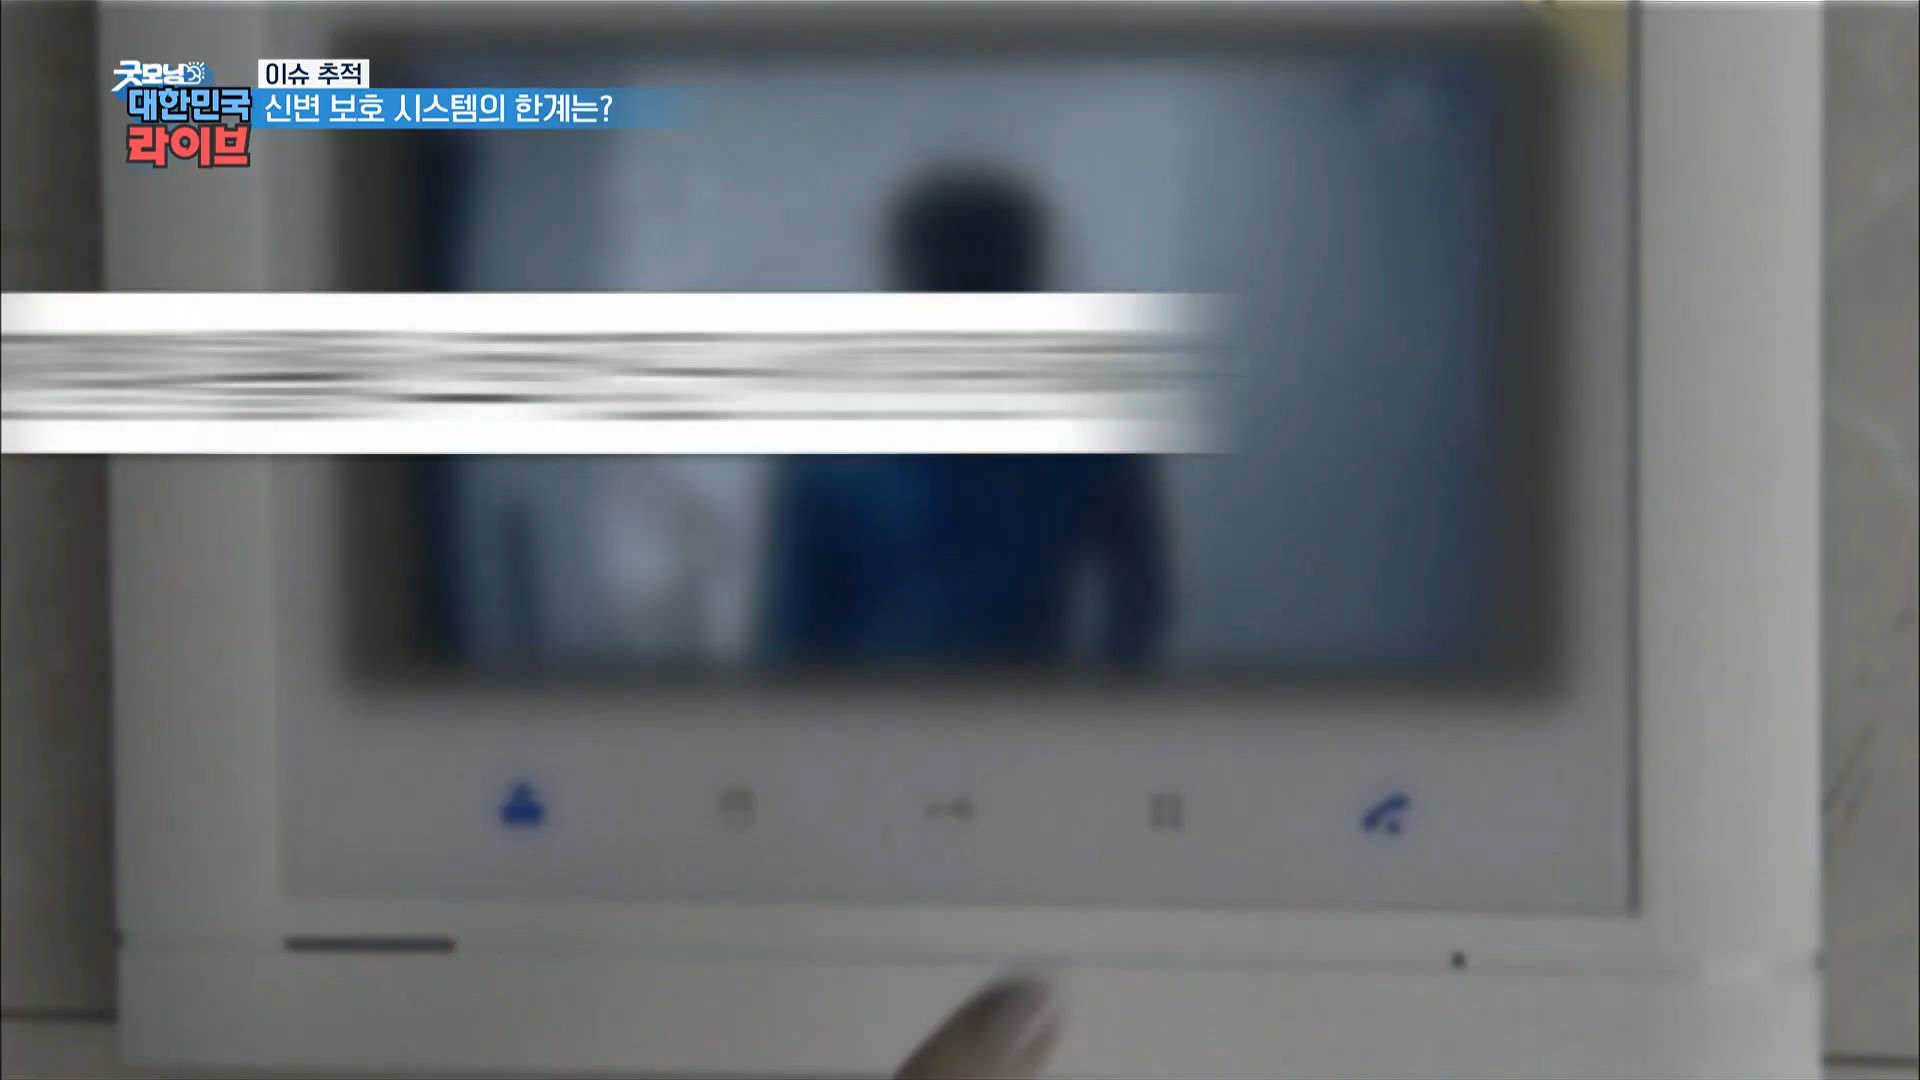 굿모닝
대한민국
라이브
이슈 추적
신변 보호 시스템의 한계는?